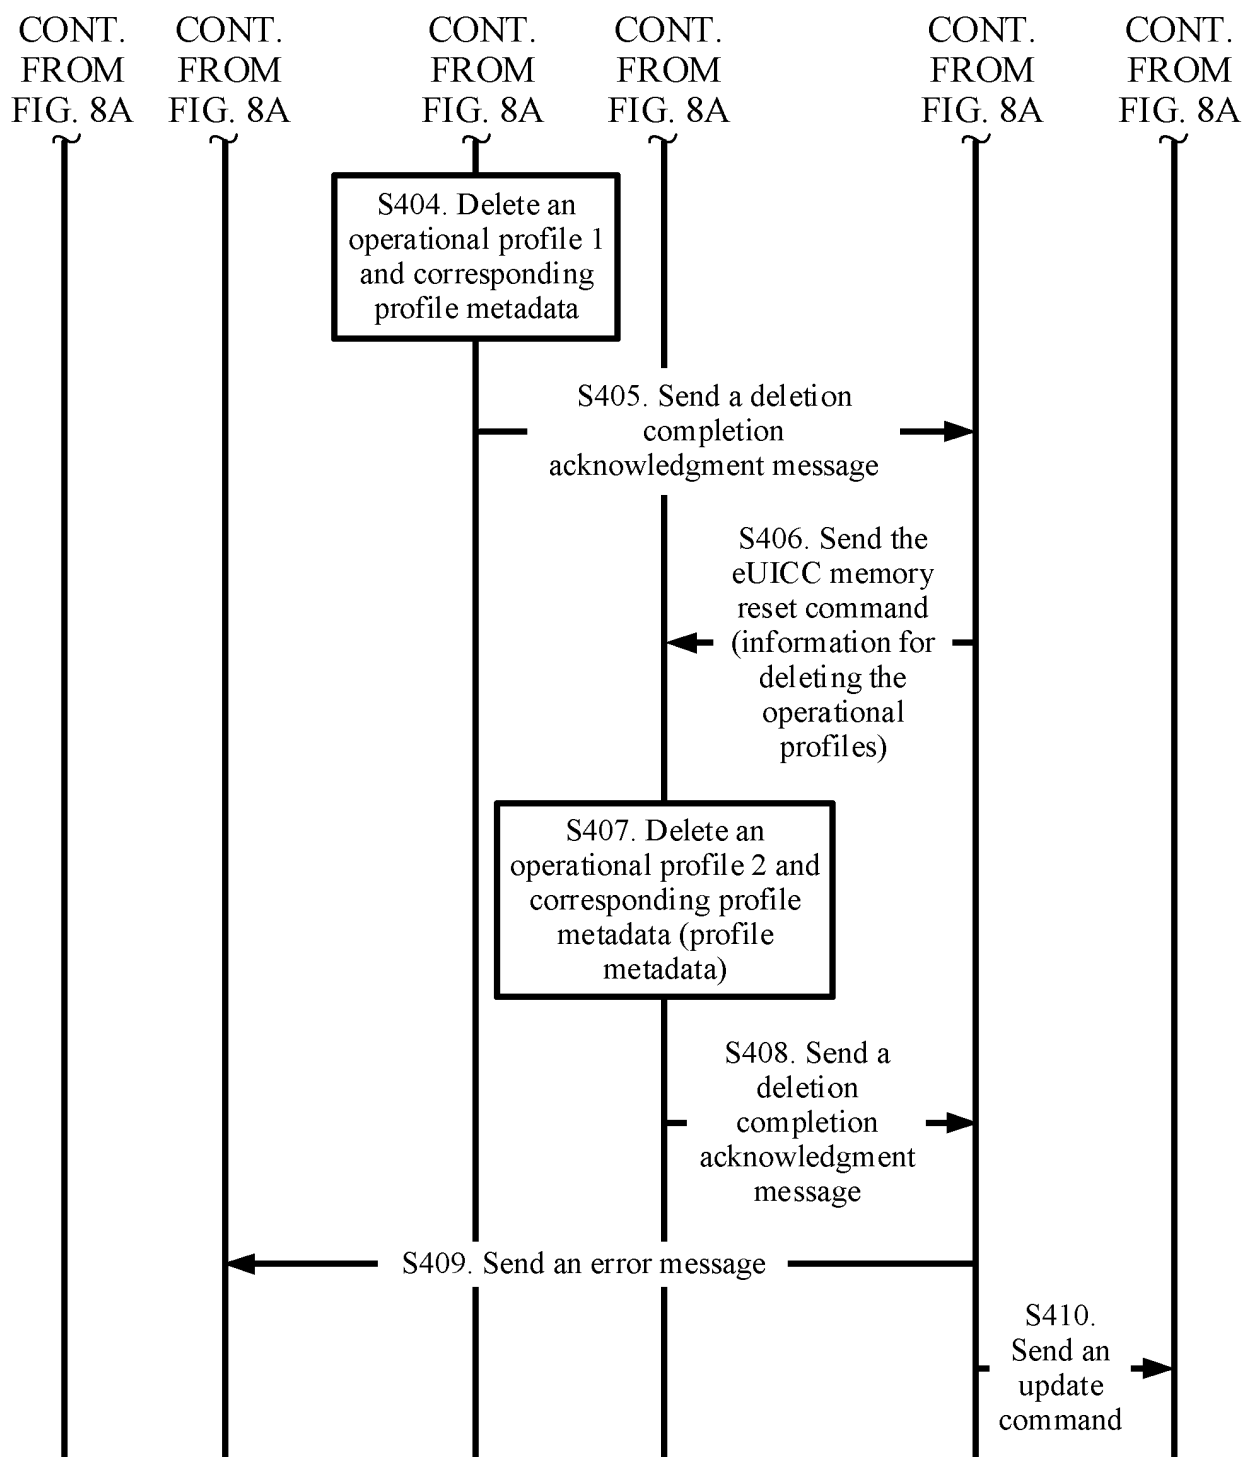 CONT. CONT. CONT. CONT. CONT. CONT.
FROM FROM FROM FROM FROM FROM
FIG. 8A FIG. 8A FIG. 8A FIG. 8A FIG. 8A FIG. 8A
S404. Delete an
operational profile 1
and corresponding
profile metadata
S405. Send a deletion
completion
acknowledgment message
S406. Send the
eUICC memory
reset command
(information for
deleting the
operational
profiles)
S407. Delete an
operational profile 2 and
corresponding profile
metadata (profile
metadata)
S408. Send a
deletion
completion
acknowledgment
message
S409. Send an error message
S410.
Send an
update
command